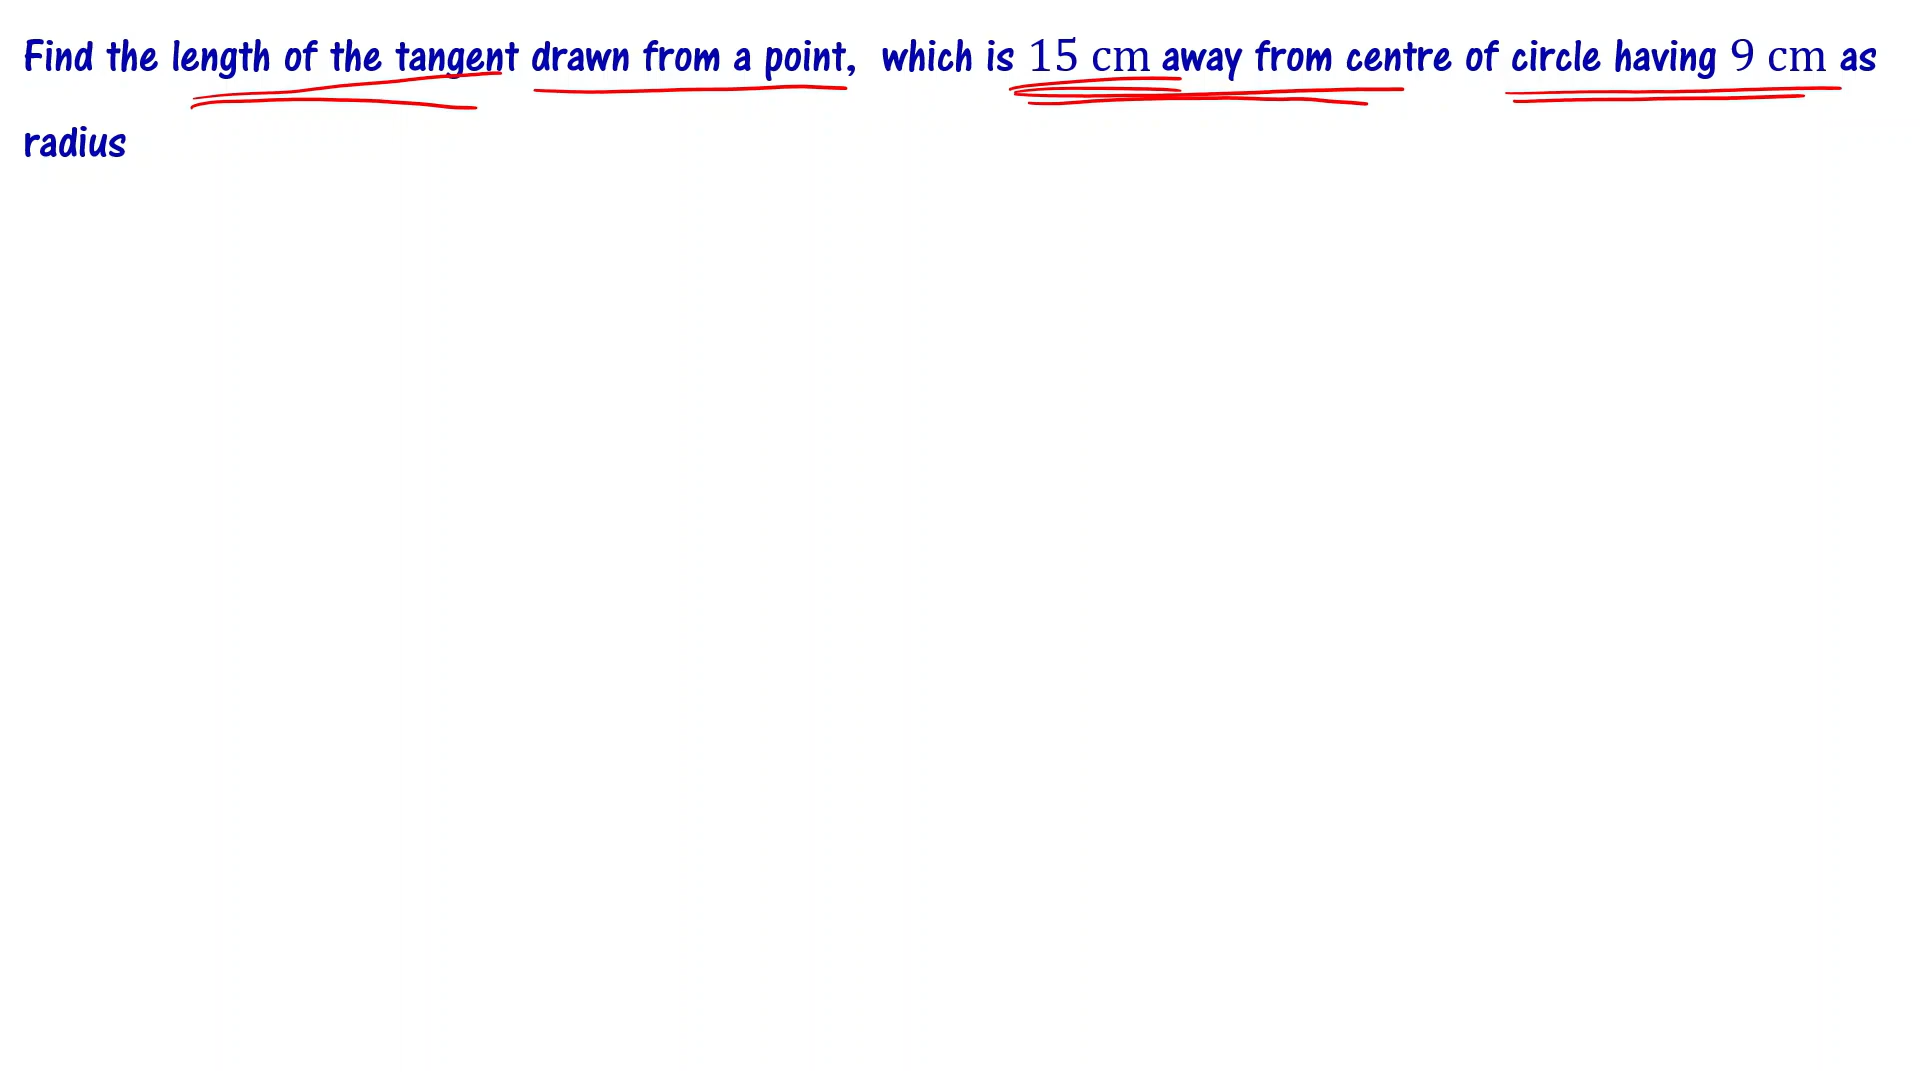 Find the length of the tangent drawn from a point, which is 15 cm away from centre of circle having 9 cm as
radius